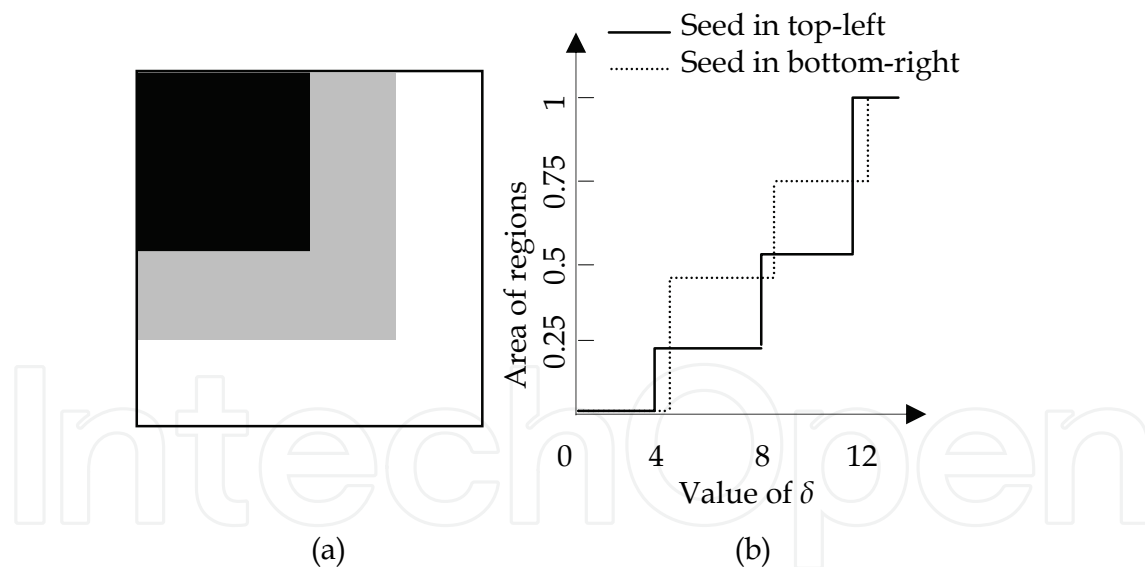 Seed in top-left
Seed in bottom-right
Area of regions
1
0.75
0.5
0.25
0 4 8 12
Value of δ
(a) (b)
IntechOpen